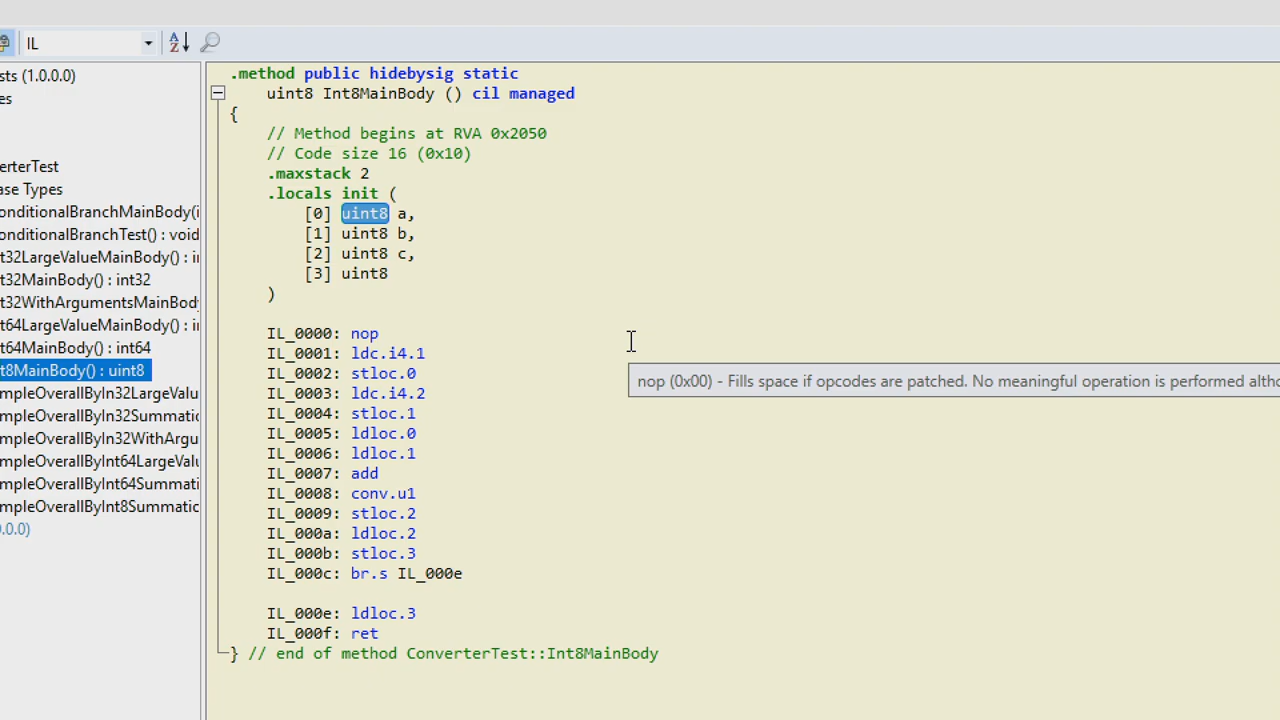 IL
A Z
sts (1.0.0.0)
es
erterTest
ase Types
onditionalBranchMainBody(i
onditionalBranchTest() : void
t32LargeValueMainBody() : i
t32MainBody() : int32
t32WithArgumentsMainBod
t64LargeValueMainBody() : i
t64MainBody() : int64
t8MainBody() : uint8
mpleOverallByIn32LargeValu
mpleOverallByIn32Summatic
mpleOverallByIn32WithArgu
mpleOverallByInt64LargeVal
mpleOverallByInt64Summati
mpleOverallByInt8Summatic
.0.0)
.method public hidebysig static
uint8 Int8MainBody () cil managed
{
// Method begins at RVA 0x2050
// Code size 16 (0x10)
.maxstack 2
.locals init (
[0] uint8 a,
[1] uint8 b,
[2] uint8 c,
[3] uint8
)
IL_0000: nop
IL_0001: ldc.i4.1
IL_0002: stloc.0
IL_0003: ldc.i4.2
IL_0004: stloc.1
IL_0005: ldloc.0
IL_0006: ldloc.1
IL_0007: add
IL_0008: conv.u1
IL_0009: stloc.2
IL_000a: ldloc.2
IL_000b: stloc.3
IL_000c: br.s IL_000e
IL_000e: ldloc.3
IL_000f: ret
} // end of method ConverterTest::Int8MainBody
nop (0x00) - Fills space if opcodes are patched. No meaningful operation is performed altho